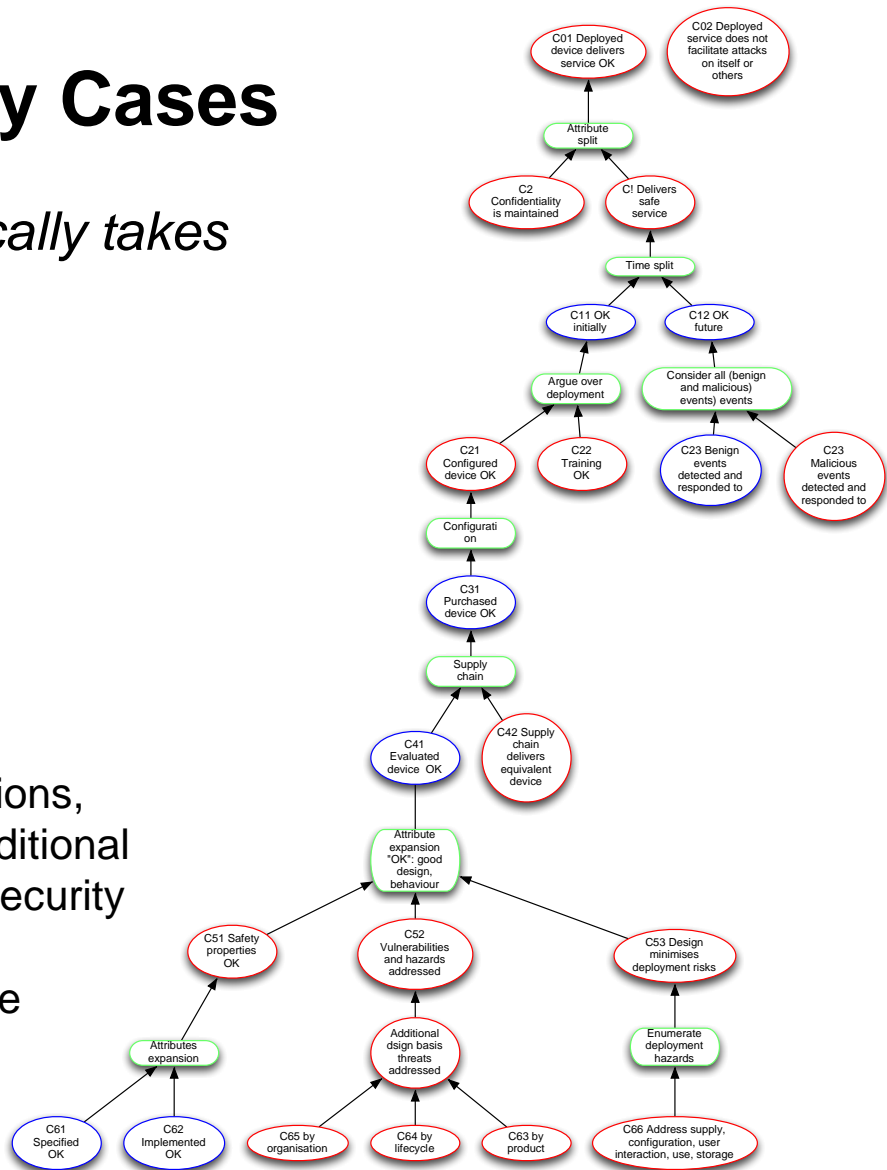 y Cases
cally takes
ions,
ditional
ecurity
e
C01 Deployed
device delivers
service OK
C02 Deployed
service does not
facilitate attacks
on itself or
others
Attribute
split
C2
Confidentiality
is maintained
C! Delivers
safe
service
Time split
C11 OK
initially
C12 OK
future
Argue over
deployment
Consider all (benign
and malicious)
events) events
C21
Configured
device OK
C22
Training
OK
C23 Benign
events
detected and
responded to
C23
Malicious
events
detected and
responded to
Configurati
on
C31
Purchased
device OK
Supply
chain
C41
Evaluated
device OK
C42 Supply
chain
delivers
equivalent
device
Attribute
expansion
"OK": good
design,
behaviour
C51 Safety
properties
OK
C52
Vulnerabilities
and hazards
addressed
C53 Design
minimises
deployment risks
Attributes
expansion
Additional
dsign basis
threats
addressed
Enumerate
deployment
hazards
C61
Specified
OK
C62
Implemented
OK
C65 by
organisation
C64 by
lifecycle
C63 by
product
C66 Address supply,
configuration, user
interaction, use, storage